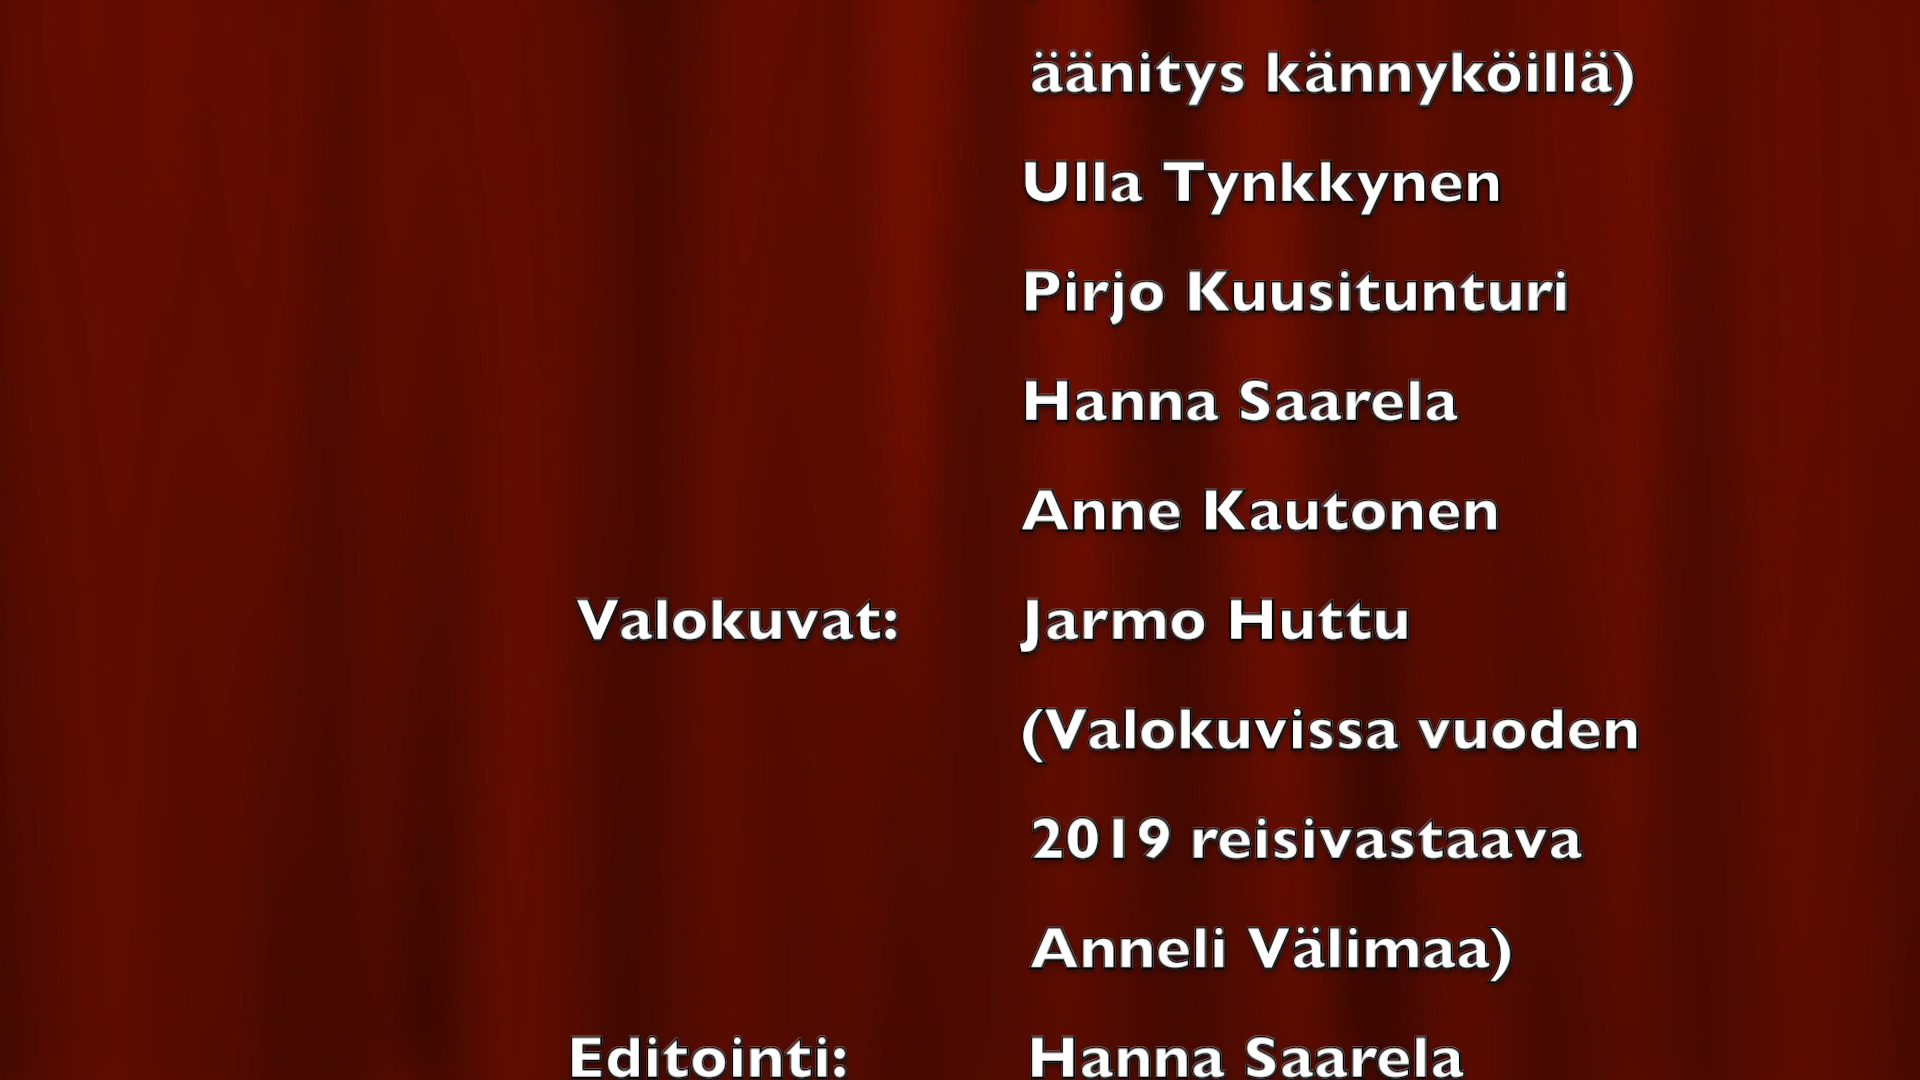 äänitys kännyköillä)
Ulla Tynkkynen
Pirjo Kuusitunturi
Hanna Saarela
Anne Kautonen
Valokuvat: Jarmo Huttu
(Valokuvissa vuoden
2019 reisivastaava
Anneli Välimaa)
Editointi: Hanna Saarela